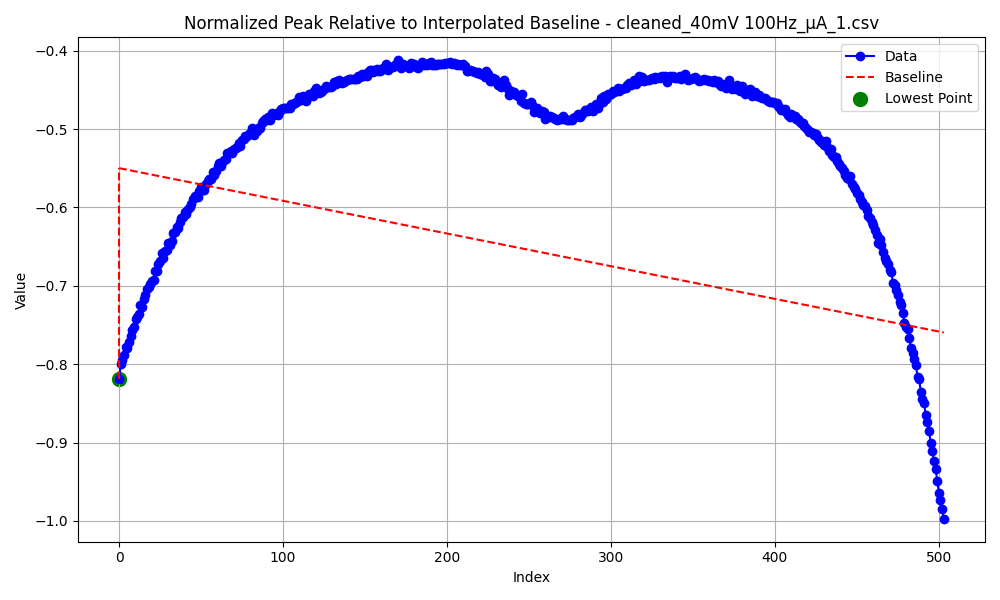 Normalized Peak Relative to Interpolated Baseline - cleaned_40mV 100Hz_μA_1.csv
Data
Baseline
Lowest Point
−0.4
−0.5
−0.6
−0.7
−0.8
−0.9
−1.0
Value
0 100 200 300 400 500
Index